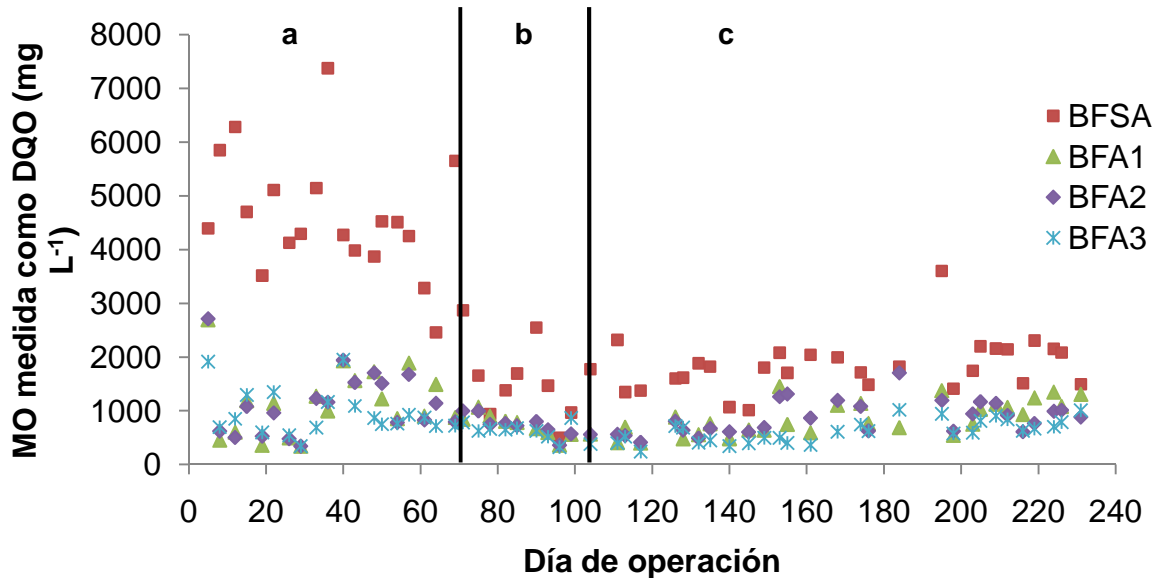 a
b
c
8000
7000
6000
5000
4000
3000
2000
1000
0
MO medida como DQO (mg
L-1)
BFSA
BFA1
BFA2
BFA3
0 20 40 60 80 100 120 140 160 180 200 220 240
Día de operación